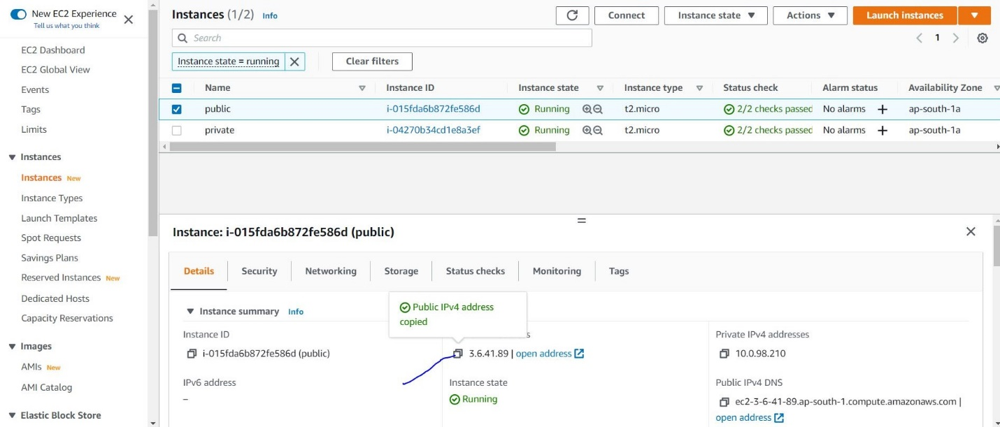 New EC2 Experience
Tell us what you think
EC2 Dashboard
EC2 Global View
Events
Tags
Limits
Instances
Instances New
Instance Types
Launch Templates
Spot Requests
Savings Plans
Reserved Instances New
Dedicated Hosts
Capacity Reservations
Images
AMIs New
AMI Catalog
Elastic Block Store
Instances (1/2) Info
Connect
Instance state
Actions
Launch instances
Search
1
Instance state = running
Clear filters
Name Instance ID Instance state Instance type Status check Alarm status Availability Zone
public i-015fda6b872fe586d Running t2.micro 2/2 checks passed No alarms + ap-south-1a
private i-04270b34cd1e8a3ef Running t2.micro 2/2 checks passed No alarms + ap-south-1a
Instance: i-015fda6b872fe586d (public)
Details Security Networking Storage Status checks Monitoring Tags
Instance summary Info
Public IPv4 address
copied
Instance ID
i-015fda6b872fe586d (public)
s
3.6.41.89 | open address
Private IPv4 addresses
10.0.98.210
IPv6 address
–
Instance state
Running
Public IPv4 DNS
ec2-3-6-41-89.ap-south-1.compute.amazonaws.com |
open address